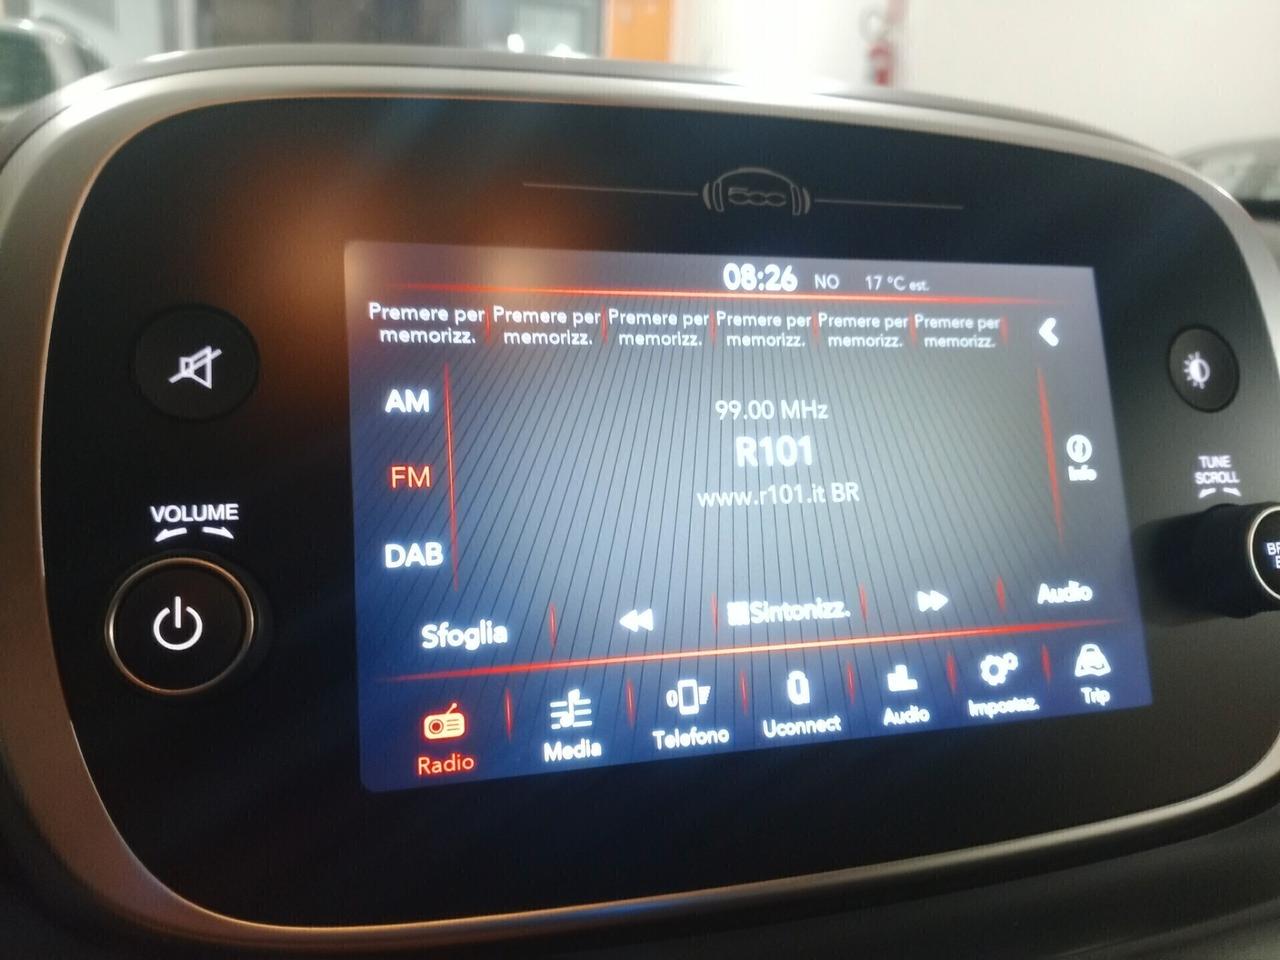 500
08:26 NO 17 °C est.
Premere per memorizz.
Premere per memorizz.
Premere per memorizz.
Premere per memorizz.
Premere per memorizz.
Premere per memorizz.
AM
99.00 MHz
R101
www.r101.it BR
FM
Info
DAB
Sfoglia
Sintonizz.
Audio
Radio
Media
Telefono
Uconnect
Audio
Impostaz.
Trip
VOLUME
TUNE
SCROLL